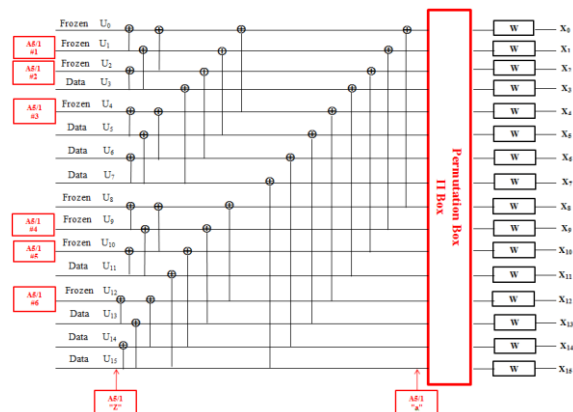 Frozen U0 W X0
A5/1 #1
Frozen U1 W X1
A5/1 #2
Frozen U2 W X?
Data U3 W X3
A5/1 #3
Frozen U4 W X4
Data U5 W X5
Data U6 W X6
Data U7 W X7
Permutation Box
Π Box
Frozen U8 W X8
A5/1 #4
Frozen U9 W X9
A5/1 #5
Frozen U10 W X10
Data U11 W X11
A5/1 #6
Frozen U12 W X12
Data U13 W X13
Data U14 W X14
Data U15 W X16
A5/1 "Z"
A5/1 "a"